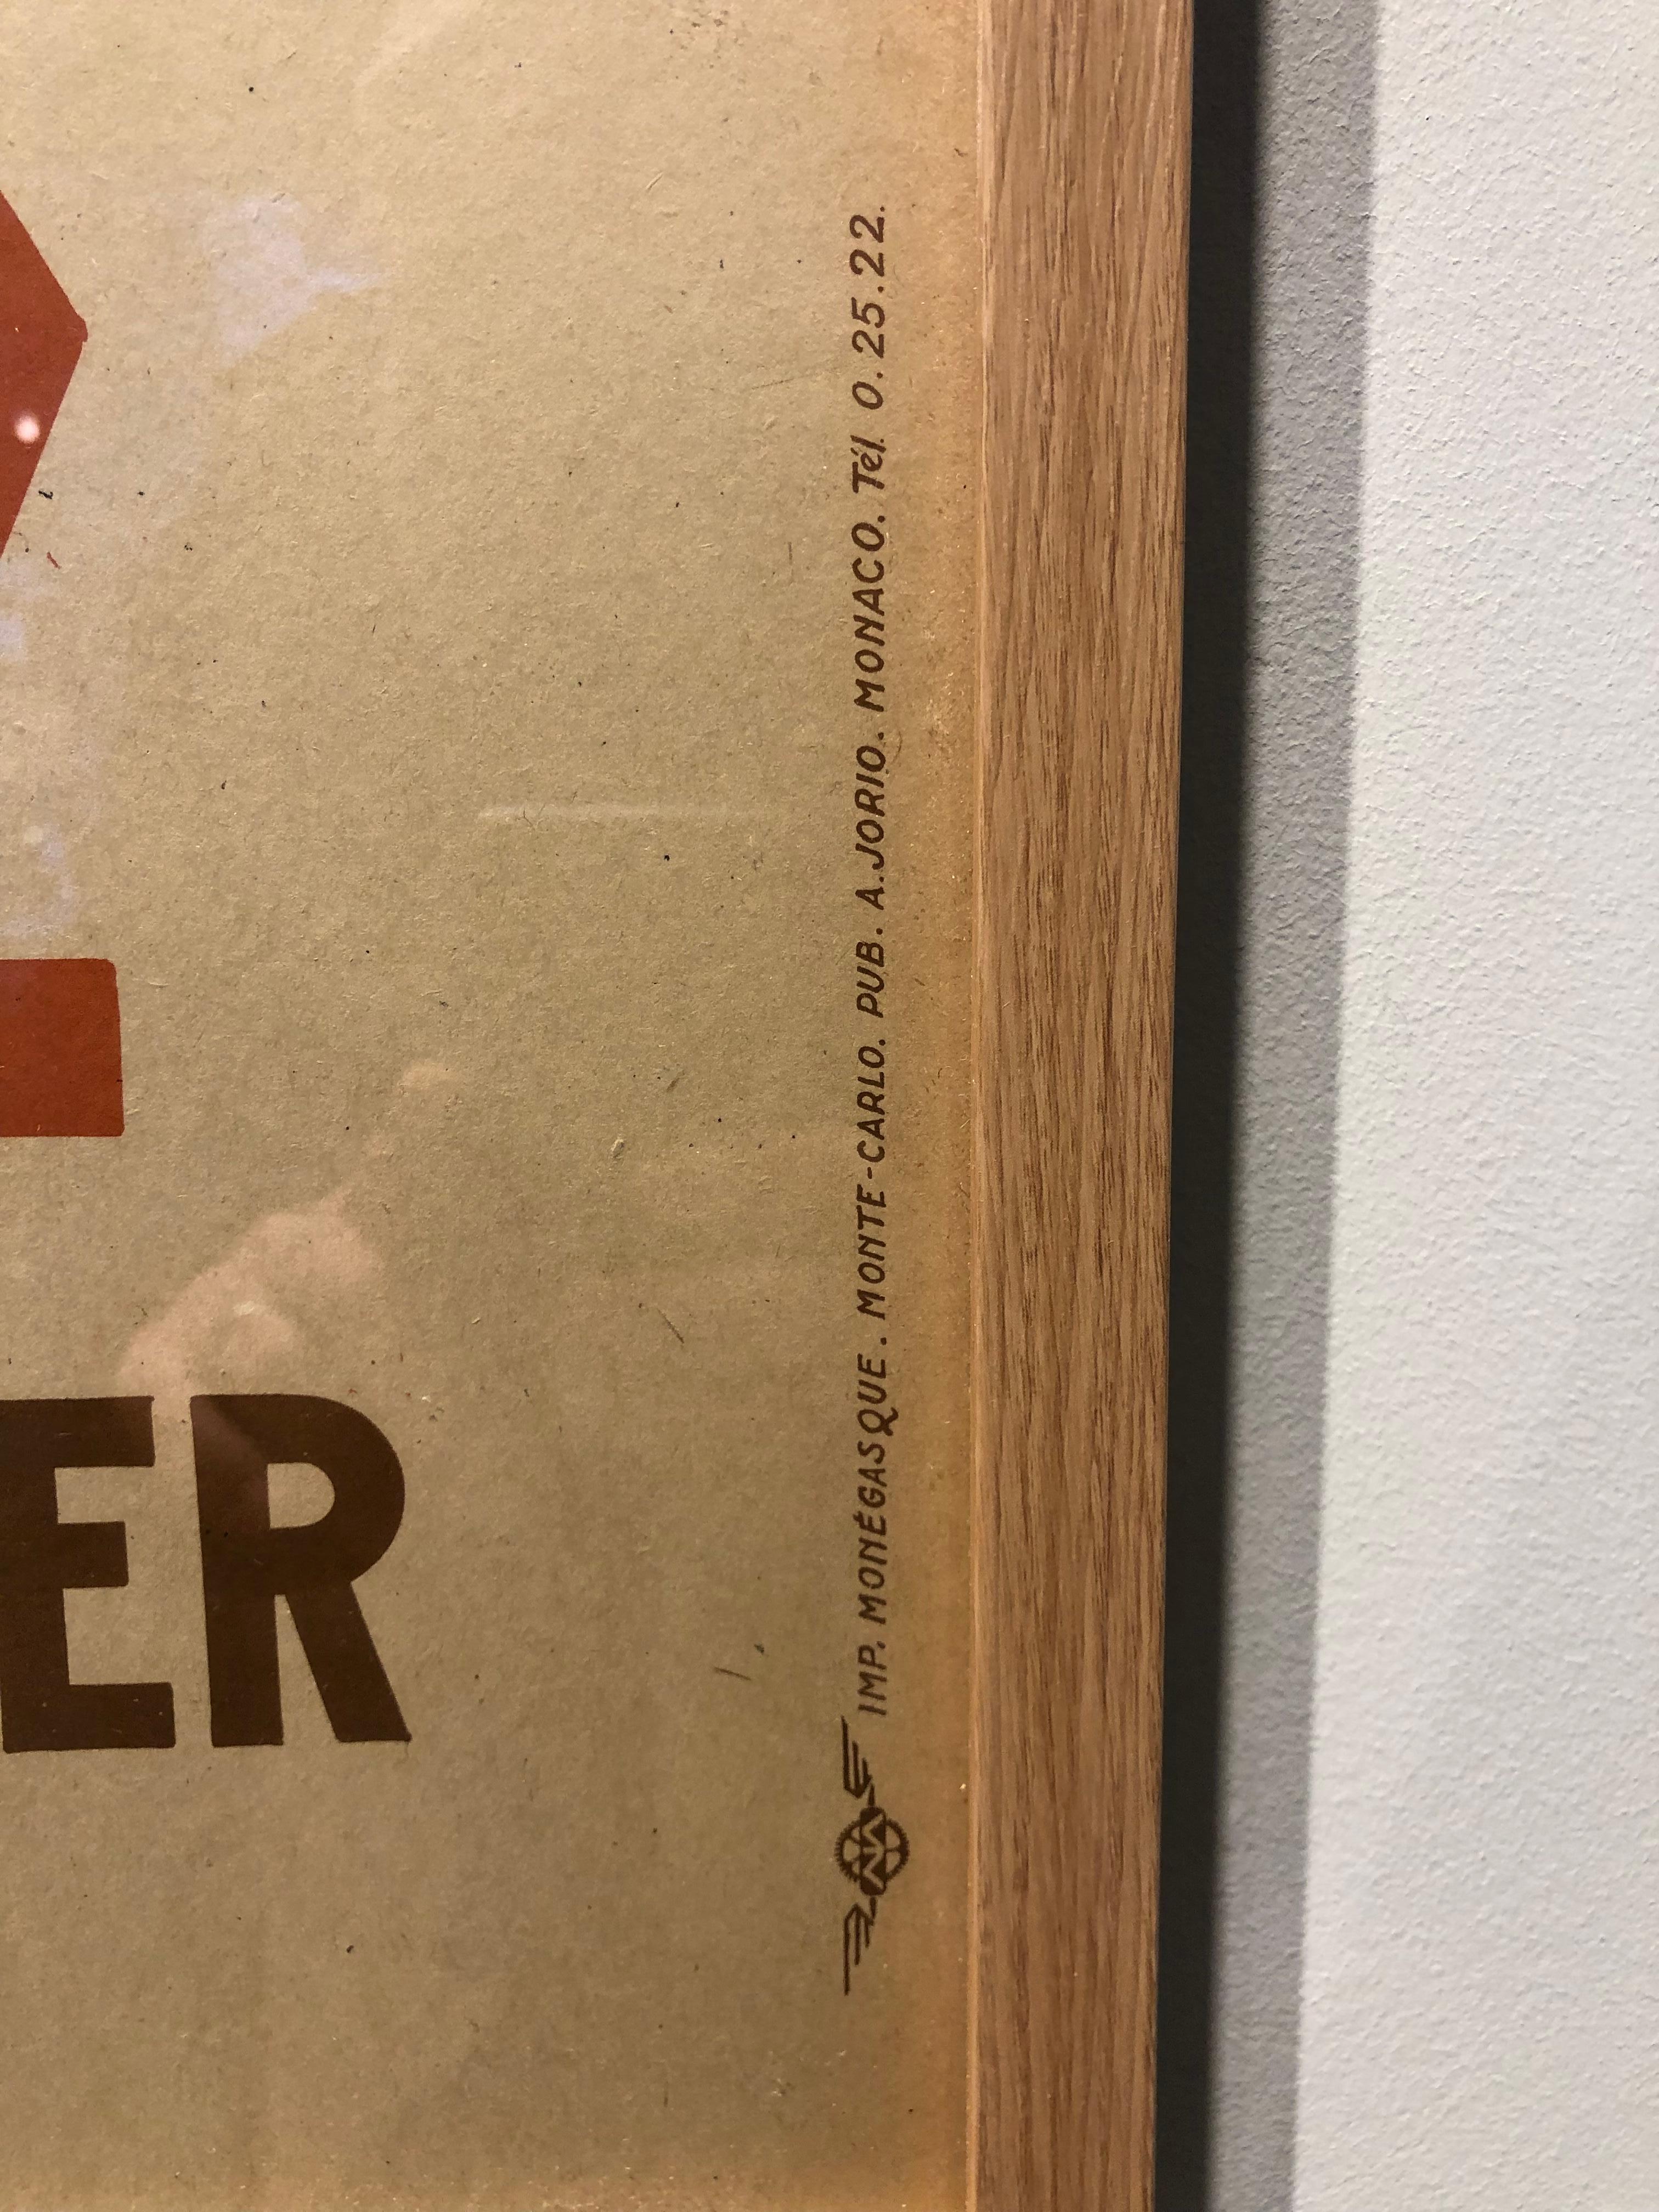 ER
IMP. MONÉGASQUE. MONTE-CARLO. PUB. A. JORIO. MONACO. Tél. 0.25.22.